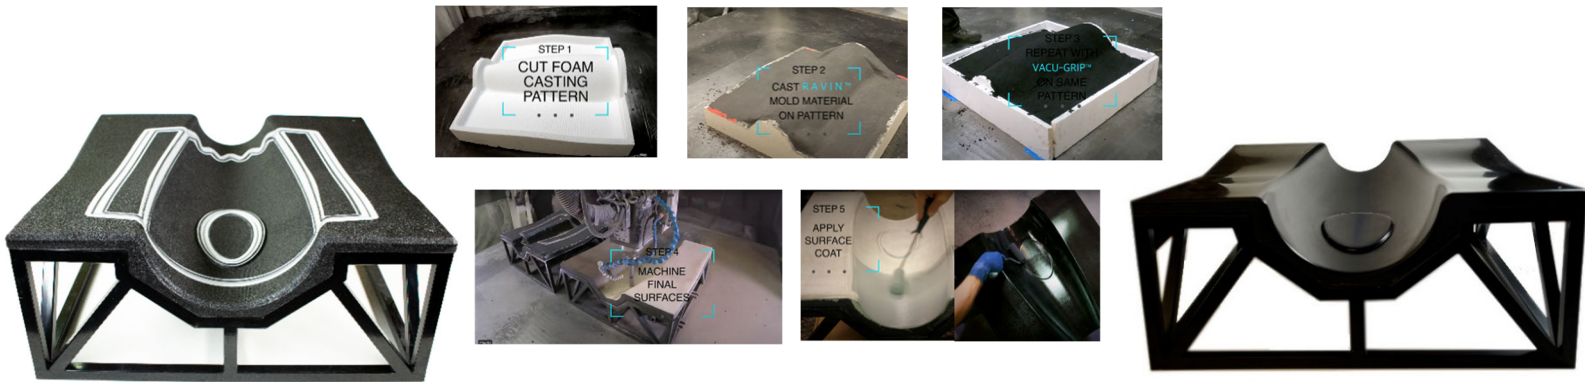 STEP 1
CUT FOAM
CASTING
PATTERN
STEP 2
CAST RAVIN™
MOLD MATERIAL
ON PATTERN
STEP 3
REPEAT WITH
VACU-GRIP™
ON SAME
PATTERN
STEP 4
MACHINE
FINAL
SURFACES
STEP 5
APPLY
SURFACE
COAT